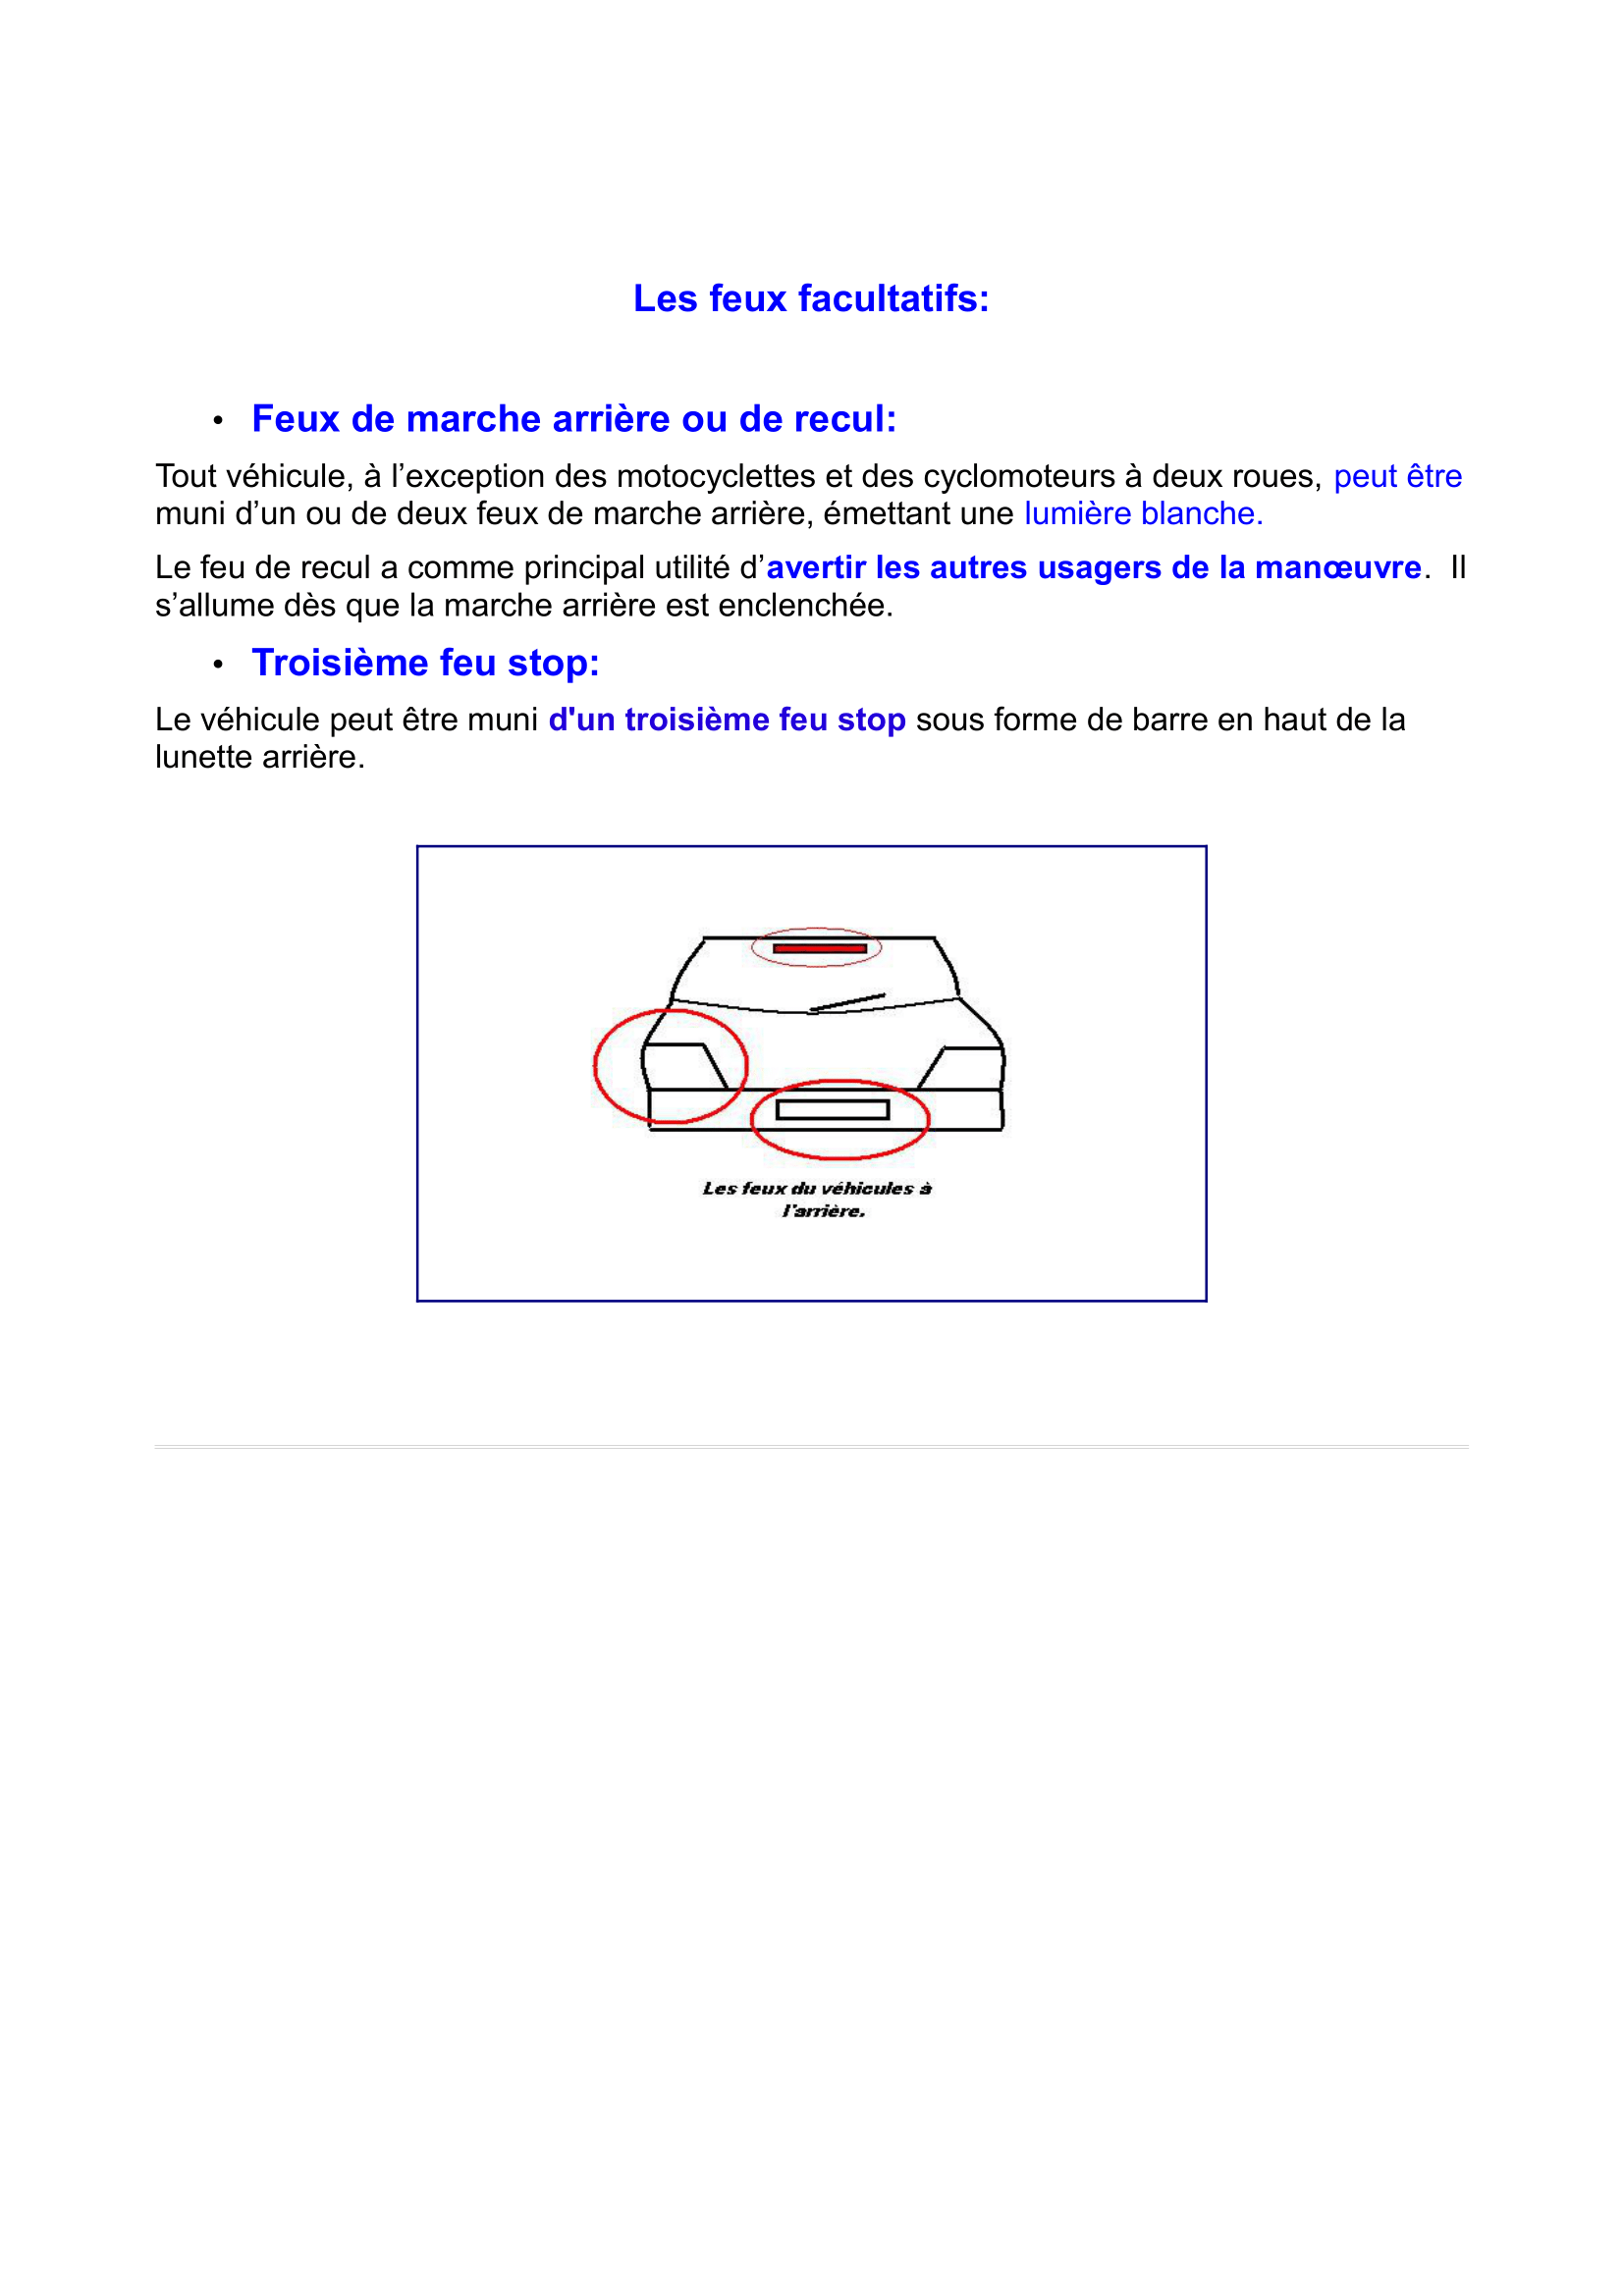 Les feux facultatifs:
• Feux de marche arrière ou de recul:
Tout véhicule, à l’exception des motocyclettes et des cyclomoteurs à deux roues, peut être
muni d’un ou de deux feux de marche arrière, émettant une lumière blanche.
Le feu de recul a comme principal utilité d’avertir les autres usagers de la manœuvre.  Il
s’allume dès que la marche arrière est enclenchée.
• Troisième feu stop:
Le véhicule peut être muni d'un troisième feu stop sous forme de barre en haut de la
lunette arrière.
Les feux du véhicules à
l'arrière.